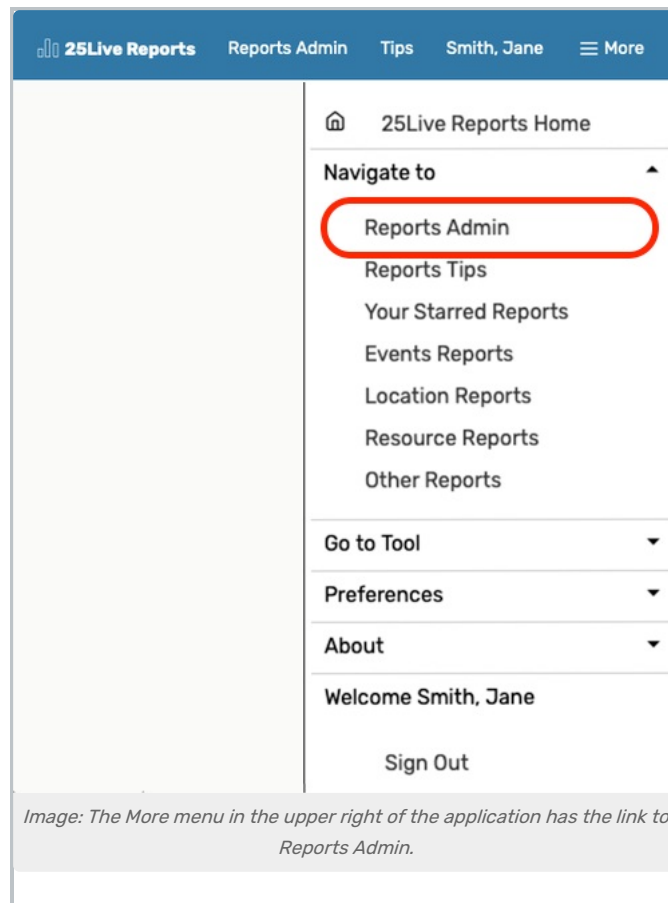 25Live Reports Reports Admin Tips Smith, Jane More
25Live Reports Home
Navigate to
Reports Admin
Reports Tips
Your Starred Reports
Events Reports
Location Reports
Resource Reports
Other Reports
Go to Tool
Preferences
About
Welcome Smith, Jane
Sign Out
Image: The More menu in the upper right of the application has the link to
Reports Admin.